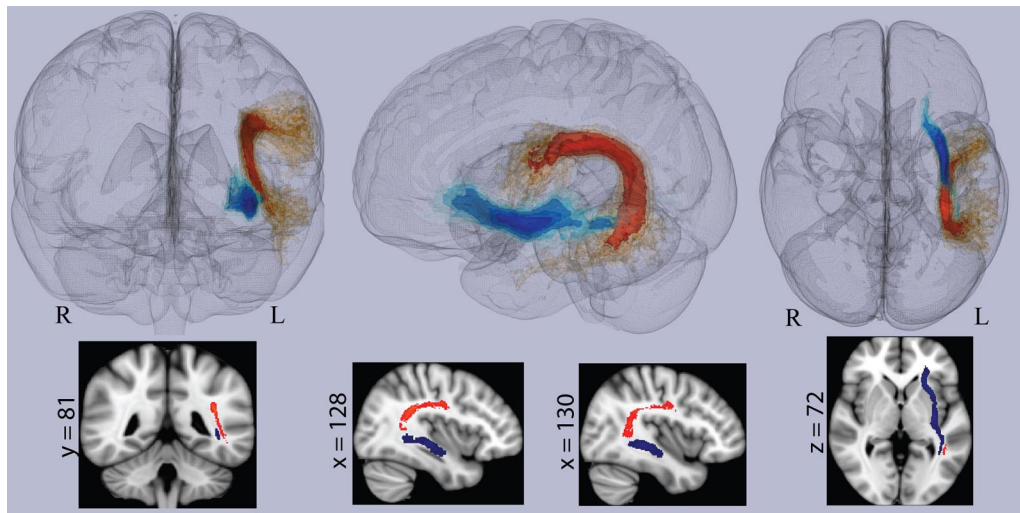 R
L
R
L
y = 81
x = 128
x = 130
z = 72